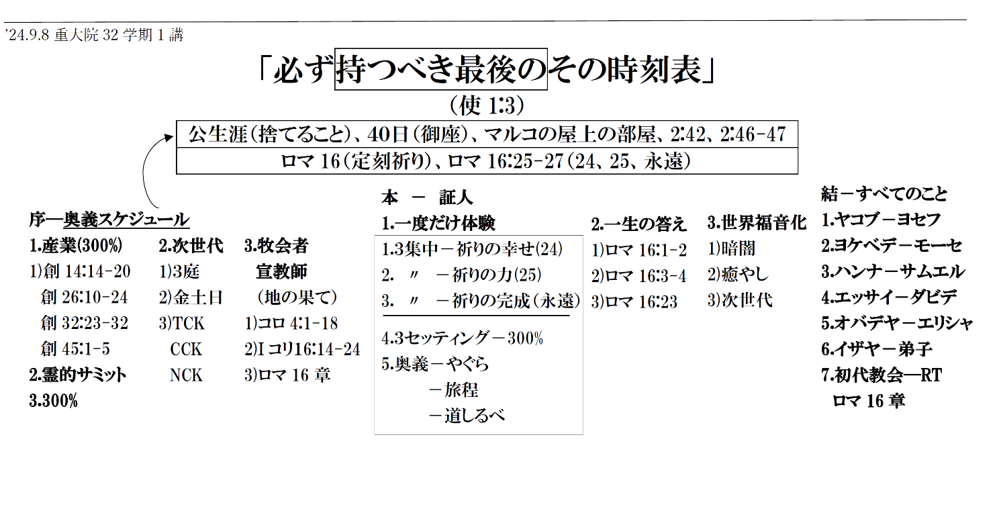 '24.9.8 重大院 32 学期 1 講
「必ず持つべき最後のその時刻表」
（使 1:3）
公生涯（捨てること）、40日（御座）、マルコの屋上の部屋、2:42、2:46-47
ロマ 16（定刻祈り）、ロマ 16:25-27（24、25、永遠）
序―奥義スケジュール
1.産業(300%)
1)創 14:14-20
創 26:10-24
創 32:23-32
創 45:1-5
2.霊的サミット
3.300%
2.次世代
1)３庭
2)金土日
3)TCK
CCK
NCK
3.牧会者
宣教師
（地の果て）
1)コロ 4:1-18
2)I コリ16:14-24
3)ロマ 16 章
本 － 証人
1.一度だけ体験
1.3集中－祈りの幸せ(24)
2. 〃 －祈りの力(25)
3. 〃 －祈りの完成（永遠）
4.3セッティング－300%
5.奥義－やぐら
－旅程
－道しるべ
2.一生の答え
1)ロマ 16:1-2
2)ロマ 16:3-4
3)ロマ 16:23
3.世界福音化
1)暗闇
2)癒やし
3)次世代
結－すべてのこと
1.ヤコブ－ヨセフ
2.ヨケベデ－モーセ
3.ハンナ－サムエル
4.エッサイ－ダビデ
5.オバデヤ－エリシャ
6.イザヤ－弟子
7.初代教会―RT
ロマ 16 章